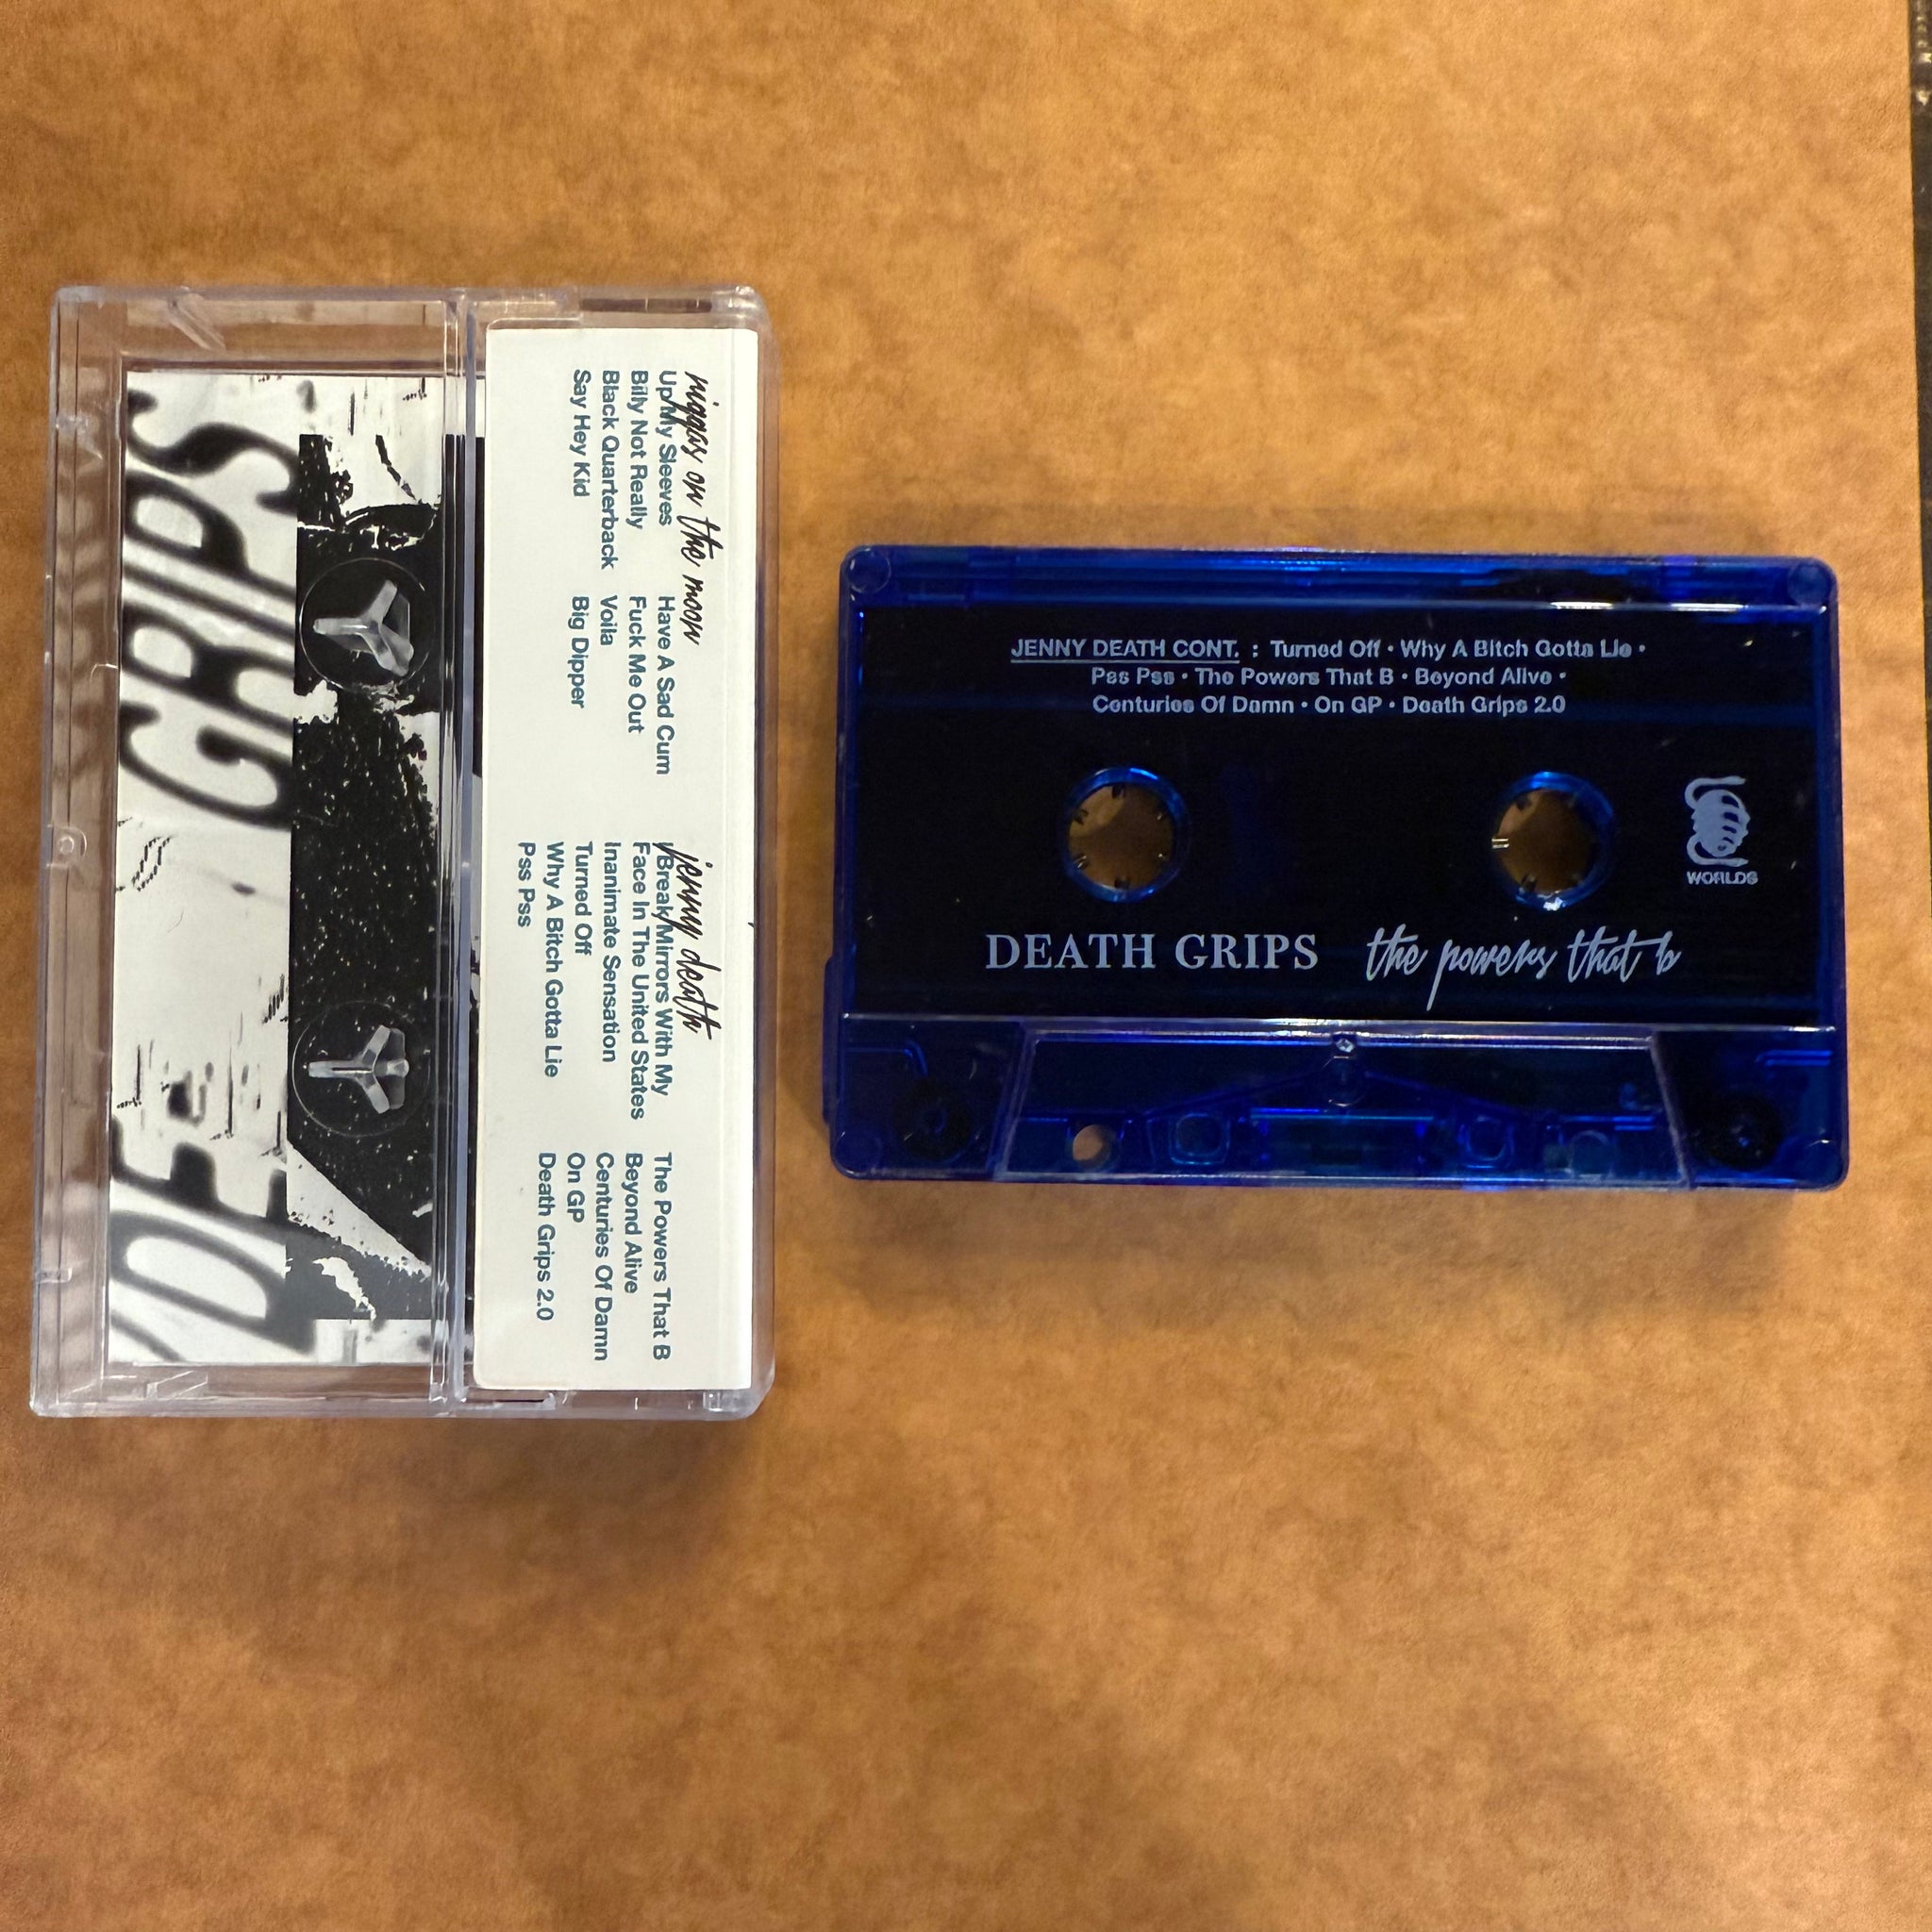 GRIPS
DE
niggas on the moon
Up My Sleeves
Billy Not Really
Black Quarterback
Say Hey Kid
Have A Sad Cum
Fuck Me Out
Voila
Big Dipper
jenny death
I Break Mirrors With My
Face In The United States
Inanimate Sensation
Turned Off
Why A Bitch Gotta Lie
Pss Pss
The Powers That B
Beyond Alive
Centuries Of Damn
On GP
Death Grips 2.0
JENNY DEATH CONT. : Turned Off • Why A Bitch Gotta Lie •
Pss Pss • The Powers That B • Beyond Alive •
Centuries Of Damn • On GP • Death Grips 2.0
WORLDS
DEATH GRIPS the powers that b